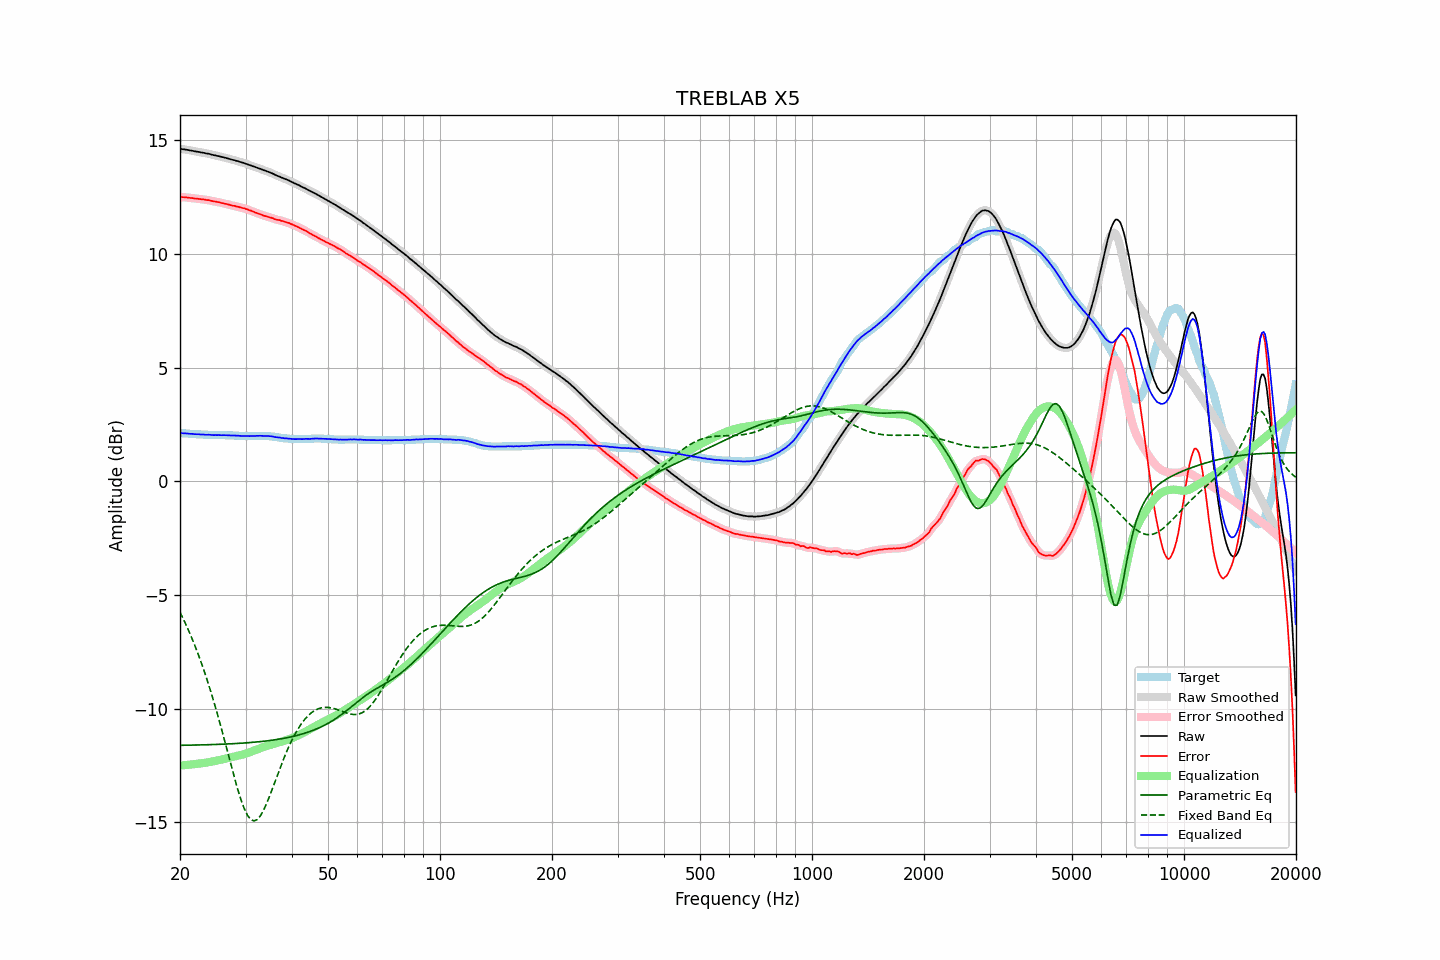 TREBLAB X5
Amplitude (dBr)
15
10
5
0
−5
−10
−15
20
50
100
200
500
1000
2000
5000
10000
20000
Frequency (Hz)
Target
Raw Smoothed
Error Smoothed
Raw
Error
Equalization
Parametric Eq
Fixed Band Eq
Equalized